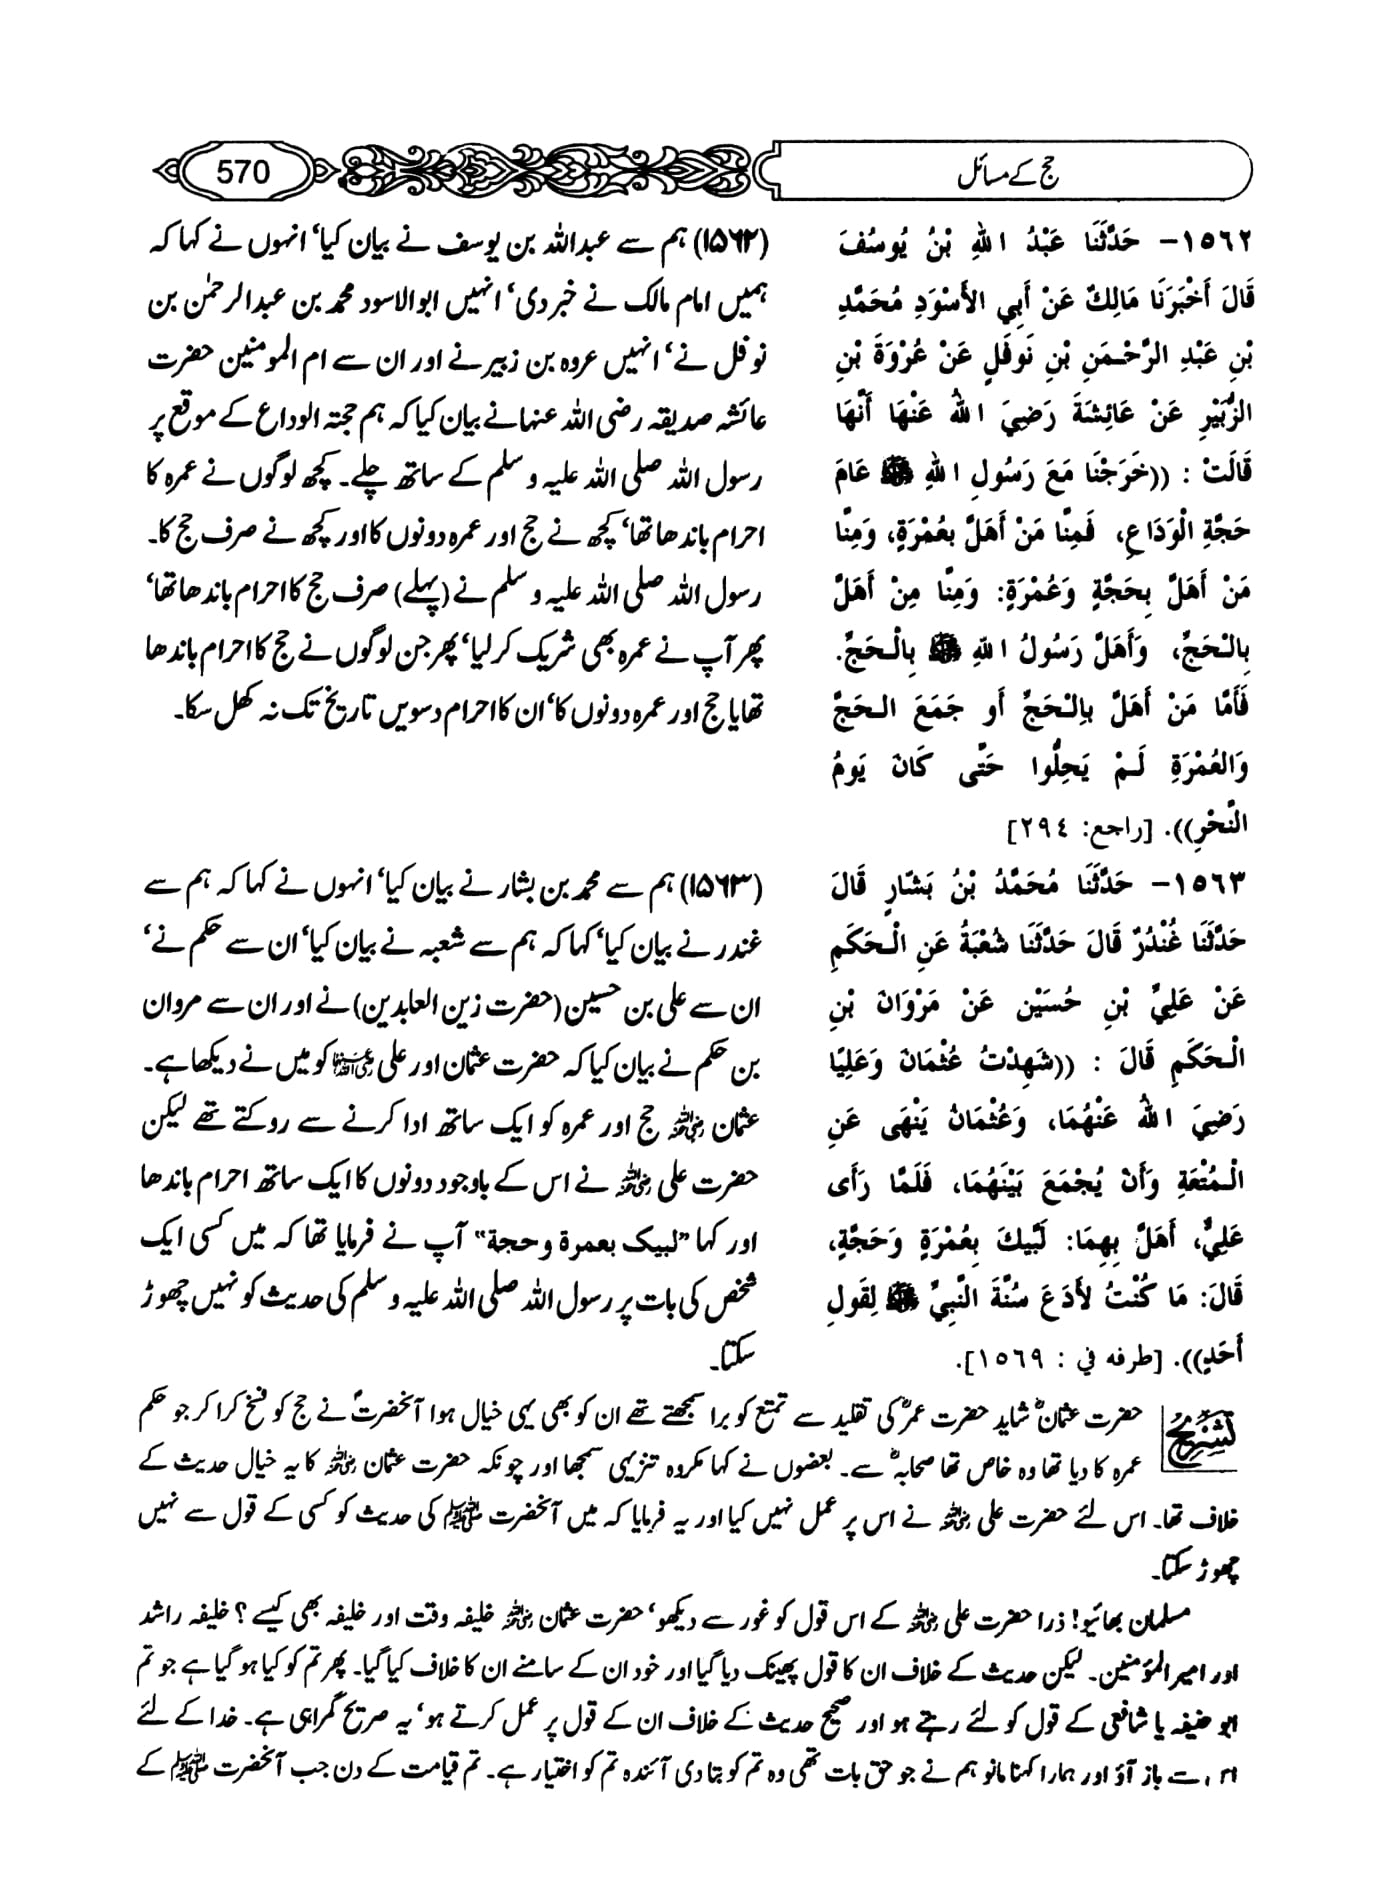 حج کے مسائل
570
١٥٦٢- حَدَّثَنَا عَبْدُ اللهِ بْنُ يُوسُفَ
قَالَ أَخْبَرَنَا مَالِكٌ عَنْ أَبِي الأَسْوَدِ مُحَمَّدِ
بْنِ عَبْدِ الرَّحْمَنِ بْنِ نَوفَلٍ عَنْ عُرْوَةَ بْنِ
الزُّبَيْرِ عَنْ عَائِشَةَ رَضِيَ اللهُ عَنْهَا أَنَّهَا
قَالَتْ : ((خَرَجْنَا مَعَ رَسُولِ اللهِ ﷺ عَامَ
حَجَّةِ الْوَدَاعِ، فَمِنَّا مَنْ أَهَلَّ بِعُمْرَةٍ، وَمِنَّا
مَنْ أَهَلَّ بِحَجَّةٍ وَعُمْرَةٍ: وَمِنَّا مِنْ أَهَلَّ
بِالْحَجِّ، وَأَهَلَّ رَسُولُ اللهِ ﷺ بِالْحَجِّ.
فَأَمَّا مَنْ أَهَلَّ بِالْحَجِّ أَو جَمَعَ الحَجَّ
وَالعُمْرَةِ لَمْ يَحِلُّوا حَتَّى كَانَ يَومُ
النَّحْرِ)). [راجع: ٢٩٤]
(۱۵۶۲) ہم سے عبداللہ بن یوسف نے بیان کیا‘ انہوں نے کہا کہ
ہمیں امام مالک نے خبر دی‘ انہیں ابوالاسود محمد بن عبدالرحمٰن بن
نوفل نے‘ انہیں عروہ بن زبیر نے اور ان سے ام المومنین حضرت
عائشہ صدیقہ رضی اللہ عنہا نے بیان کیا کہ ہم حجتہ الوداع کے موقع پر
رسول اللہ صلی اللہ علیہ و سلم کے ساتھ چلے۔ کچھ لوگوں نے عمرہ کا
احرام باندھا تھا‘ کچھ نے حج اور عمرہ دونوں کا اور کچھ نے صرف حج کا۔
رسول اللہ صلی اللہ علیہ و سلم نے (پہلے) صرف حج کا احرام باندھا تھا‘
پھر آپ نے عمرہ بھی شریک کرلیا‘ پھر جن لوگوں نے حج کا احرام باندھا
تھا یا حج اور عمرہ دونوں کا‘ ان کا احرام دسویں تاریخ تک نہ کھل سکا۔
١٥٦٣- حَدَّثَنَا مُحَمَّدُ بْنُ بَشَّارٍ قَالَ
حَدَّثَنَا غُنْدُرٌ قَالَ حَدَّثَنَا شُعْبَةُ عَنِ الْحَكَمِ
عَنْ عَلِيِّ بْنِ حُسَيْن عَنْ مَرْوَانَ بْنِ
الْحَكَمِ قَالَ : ((شَهِدْتُ عُثْمَانَ وَعَلِيًا
رَضِيَ اللهُ عَنْهُمَا، وَعُثْمَانُ يَنْهَى عَنِ
الْمُتْعَةِ وَأَنْ يُجْمَعَ بَيْنَهُمَا، فَلَمَّا رَأَى
عَلِيٌّ، أَهَلَّ بِهِمَا: لَبَّيكَ بِعُمْرَةٍ وَحَجَّةٍ،
قَالَ: مَا كُنْتُ لأَدَعَ سُنَّةَ النَّبِيِّ ﷺ لِقَولِ
أَحَدٍ)). [طرفه في : ١٥٦٩].
(۱۵۶۳) ہم سے محمد بن بشار نے بیان کیا‘ انہوں نے کہا کہ ہم سے
غندر نے بیان کیا‘ کہا کہ ہم سے شعبہ نے بیان کیا‘ ان سے حکم نے‘
ان سے علی بن حسین (حضرت زین العابدین) نے اور ان سے مروان
بن حکم نے بیان کیا کہ حضرت عثمان اور علی رضی اللہ عنہما کو میں نے دیکھا ہے۔
عثمان رضی اللہ عنہ حج اور عمرہ کو ایک ساتھ ادا کرنے سے روکتے تھے لیکن
حضرت علی رضی اللہ عنہ نے اس کے باوجود دونوں کا ایک ساتھ احرام باندھا
اور کہا ”لبیک بعمرۃ وحجۃ“ آپ نے فرمایا تھا کہ میں کسی ایک
شخص کی بات پر رسول اللہ صلی اللہ علیہ و سلم کی حدیث کو نہیں چھوڑ
سکتا۔
تشریح
حضرت عثمانؓ شاید حضرت عمرؓ کی تقلید سے تمتع کو برا سمجھتے تھے ان کو بھی یہی خیال ہوا آنحضرتؐ نے حج کو فسخ کرا کر جو حکم
عمرہ کا دیا تھا وہ خاص تھا صحابہؓ سے۔ بعضوں نے کہا مکروہ تنزیہی سمجھا اور چونکہ حضرت عثمان رضی اللہ عنہ کا یہ خیال حدیث کے
خلاف تھا۔ اس لئے حضرت علی رضی اللہ عنہ نے اس پر عمل نہیں کیا اور یہ فرمایا کہ میں آنحضرت ﷺ کی حدیث کو کسی کے قول سے نہیں
چھوڑ سکتا۔
مسلمان بھائیو! ذرا حضرت علی رضی اللہ عنہ کے اس قول کو غور سے دیکھو‘ حضرت عثمان رضی اللہ عنہ خلیفہ وقت اور خلیفہ بھی کیسے؟ خلیفہ راشد
اور امیر المؤمنین۔ لیکن حدیث کے خلاف ان کا قول پھینک دیا گیا اور خود ان کے سامنے ان کا خلاف کیا گیا۔ پھر تم کو کیا ہو گیا ہے جو تم
ابو حنیفہ یا شافعی کے قول کو لئے رہتے ہو اور صحیح حدیث کے خلاف ان کے قول پر عمل کرتے ہو‘ یہ صریح گمراہی ہے۔ خدا کے لئے
سے باز آؤ اور ہمارا کہنا مانو ہم نے جو حق بات تھی وہ تم کو بتا دی آئندہ تم کو اختیار ہے۔ تم قیامت کے دن جب آنحضرت ﷺ کے